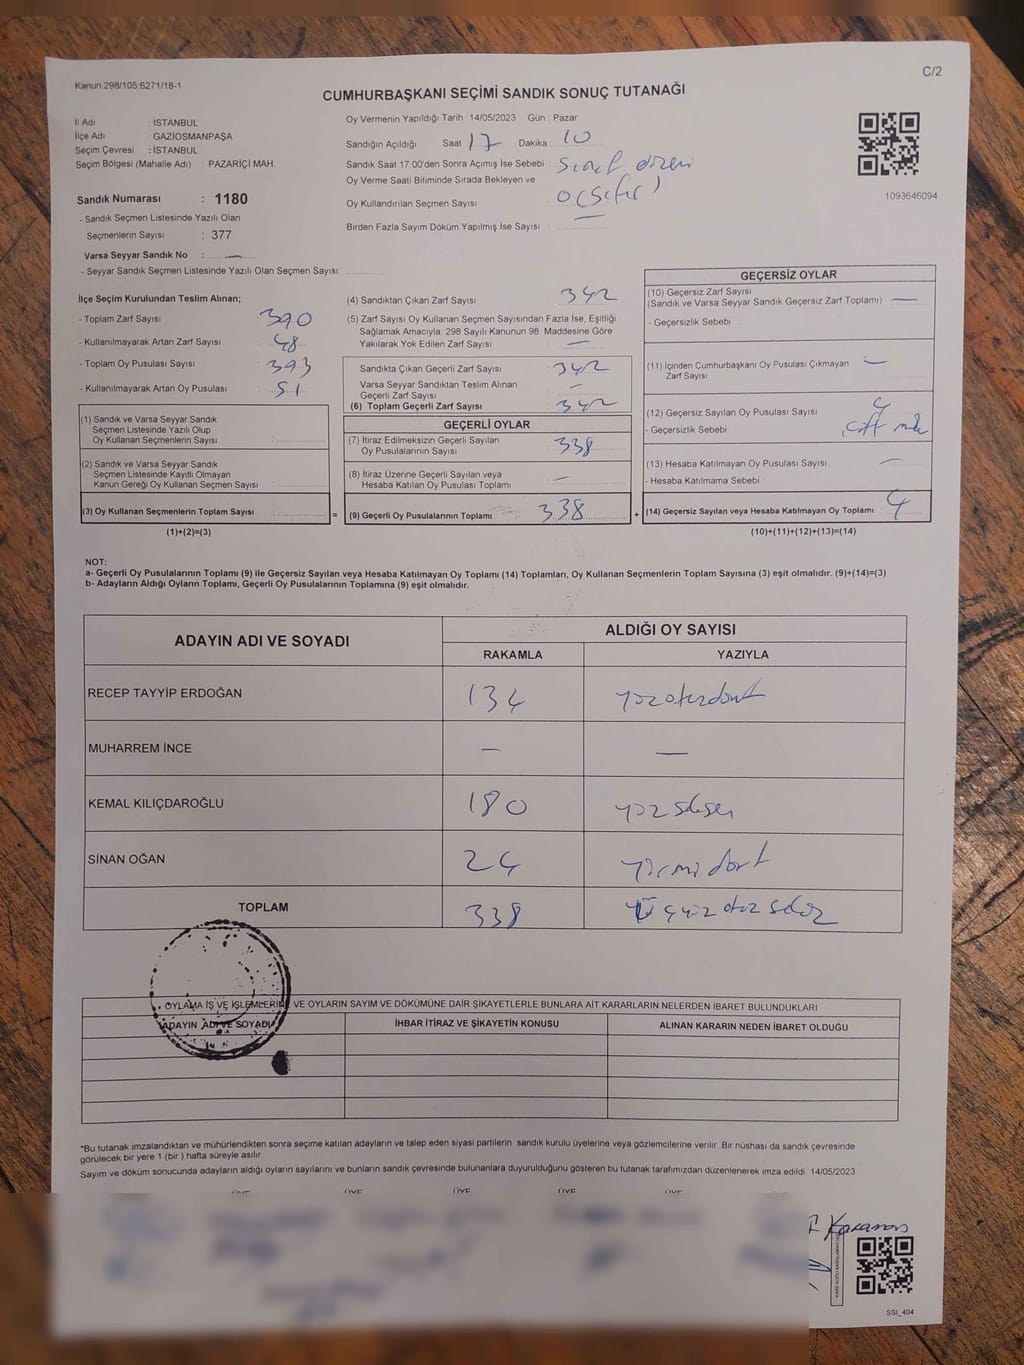 Kanun:298/105;6271/18-1
C/2
CUMHURBAŞKANI SEÇİMİ SANDIK SONUÇ TUTANAĞI
İl Adı : İSTANBUL
İlçe Adı : GAZİOSMANPAŞA
Seçim Çevresi : İSTANBUL
Seçim Bölgesi (Mahalle Adı) : PAZARİÇİ MAH.
Oy Vermenin Yapıldığı Tarih : 14/05/2023 Gün : Pazar
Sandığın Açıldığı Saat 17 Dakika : 10
Sandık Saat 17:00'den Sonra Açımış İse Sebebi : Sınıf düzeni
Oy Verme Saati Bitiminde Sırada Bekleyen ve
Oy Kullandırılan Seçmen Sayısı : 0 (Sıfır)
Birden Fazla Sayım Döküm Yapılmış İse Sayısı :
1093646094
Sandık Numarası : 1180
- Sandık Seçmen Listesinde Yazılı Olan
Seçmenlerin Sayısı : 377
Varsa Seyyar Sandık No : —
- Seyyar Sandık Seçmen Listesinde Yazılı Olan Seçmen Sayısı:
İlçe Seçim Kurulundan Teslim Alınan;
- Toplam Zarf Sayısı : 390
- Kullanılmayarak Artan Zarf Sayısı : 48
- Toplam Oy Pusulası Sayısı : 393
- Kullanılmayarak Artan Oy Pusulası : 51
(1) Sandık ve Varsa Seyyar Sandık
Seçmen Listesinde Yazılı Olup
Oy Kullanan Seçmenlerin Sayısı :
(2) Sandık ve Varsa Seyyar Sandık
Seçmen Listesinde Kayıtlı Olmayan
Kanun Gereği Oy Kullanan Seçmen Sayısı :
(3) Oy Kullanan Seçmenlerin Toplam Sayısı :
=
(1)+(2)=(3)
(4) Sandıktan Çıkan Zarf Sayısı : 342
(5) Zarf Sayısı Oy Kullanan Seçmen Sayısından Fazla İse, Eşitliği
Sağlamak Amacıyla; 298 Sayılı Kanunun 98. Maddesine Göre
Yakılarak Yok Edilen Zarf Sayısı : —
Sandıkta Çıkan Geçerli Zarf Sayısı : 342
Varsa Seyyar Sandıktan Teslim Alınan
Geçerli Zarf Sayısı : —
(6) Toplam Geçerli Zarf Sayısı : 342
GEÇERLİ OYLAR
(7) İtiraz Edilmeksizin Geçerli Sayılan
Oy Pusulalarının Sayısı : 338
(8) İtiraz Üzerine Geçerli Sayılan veya
Hesaba Katılan Oy Pusulası Toplamı : —
(9) Geçerli Oy Pusulalarının Toplamı 338
+
GEÇERSİZ OYLAR
(10) Geçersiz Zarf Sayısı
(Sandık ve Varsa Seyyar Sandık Geçersiz Zarf Toplamı) : —
- Geçersizlik Sebebi :
(11) İçinden Cumhurbaşkanı Oy Pusulası Çıkmayan
Zarf Sayısı : —
(12) Geçersiz Sayılan Oy Pusulası Sayısı : 4
- Geçersizlik Sebebi : Çift
(13) Hesaba Katılmayan Oy Pusulası Sayısı : —
- Hesaba Katılmama Sebebi :
(14) Geçersiz Sayılan veya Hesaba Katılmayan Oy Toplamı : 4
(10)+(11)+(12)+(13)=(14)
NOT:
a- Geçerli Oy Pusulalarının Toplamı (9) ile Geçersiz Sayılan veya Hesaba Katılmayan Oy Toplamı (14) Toplamları, Oy Kullanan Seçmenlerin Toplam Sayısına (3) eşit olmalıdır. (9)+(14)=(3)
b- Adayların Aldığı Oyların Toplamı, Geçerli Oy Pusulalarının Toplamına (9) eşit olmalıdır.
ADAYIN ADI VE SOYADI
ALDIĞI OY SAYISI
RAKAMLA YAZIYLA
RECEP TAYYİP ERDOĞAN 134 yüzotuzdört
MUHARREM İNCE — —
KEMAL KILIÇDAROĞLU 180 yüzseksen
SİNAN OĞAN 24 yirmidört
TOPLAM 338 Üçyüz otuz sekiz
OYLAMA İŞ VE İŞLEMLERİNE VE OYLARIN SAYIM VE DÖKÜMÜNE DAİR ŞİKAYETLERLE BUNLARA AİT KARARLARIN NELERDEN İBARET BULUNDUKLARI
ADAYIN ADI VE SOYADI İHBAR İTİRAZ VE ŞİKAYETİN KONUSU ALINAN KARARIN NEDEN İBARET OLDUĞU
*Bu tutanak imzalandıktan ve mühürlendikten sonra seçime katılan adayların ve talep eden siyasi partilerin sandık kurulu üyelerine veya gözlemcilerine verilir. Bir nüshası da sandık çevresinde
görülecek bir yere 1 (bir) hafta süreyle asılır.
Sayım ve döküm sonucunda adayların aldığı oyların sayılarını ve bunların sandık çevresinde bulunanlara duyurulduğunu gösteren bu tutanak tarafımızdan düzenlenerek imza edildi. 14/05/2023
ÜYE ÜYE ÜYE ÜYE ÜYE
SSI_404